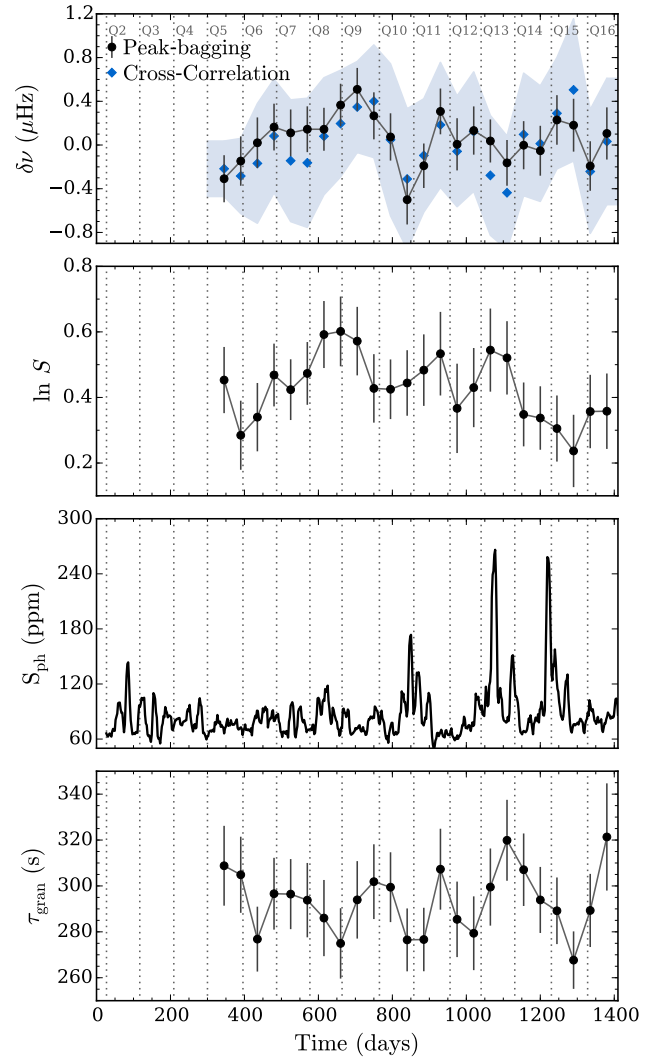 Q2 Q3 Q4 Q5 Q6 Q7 Q8 Q9 Q10 Q11 Q12 Q13 Q14 Q15 Q16
Peak-bagging
Cross-Correlation
1.2
0.8
0.4
0.0
−0.4
−0.8
δν (μHz)
0.8
0.6
0.4
0.2
ln S
300
240
180
120
60
S_ph (ppm)
340
320
300
280
260
τ_gran (s)
0 200 400 600 800 1000 1200 1400
Time (days)